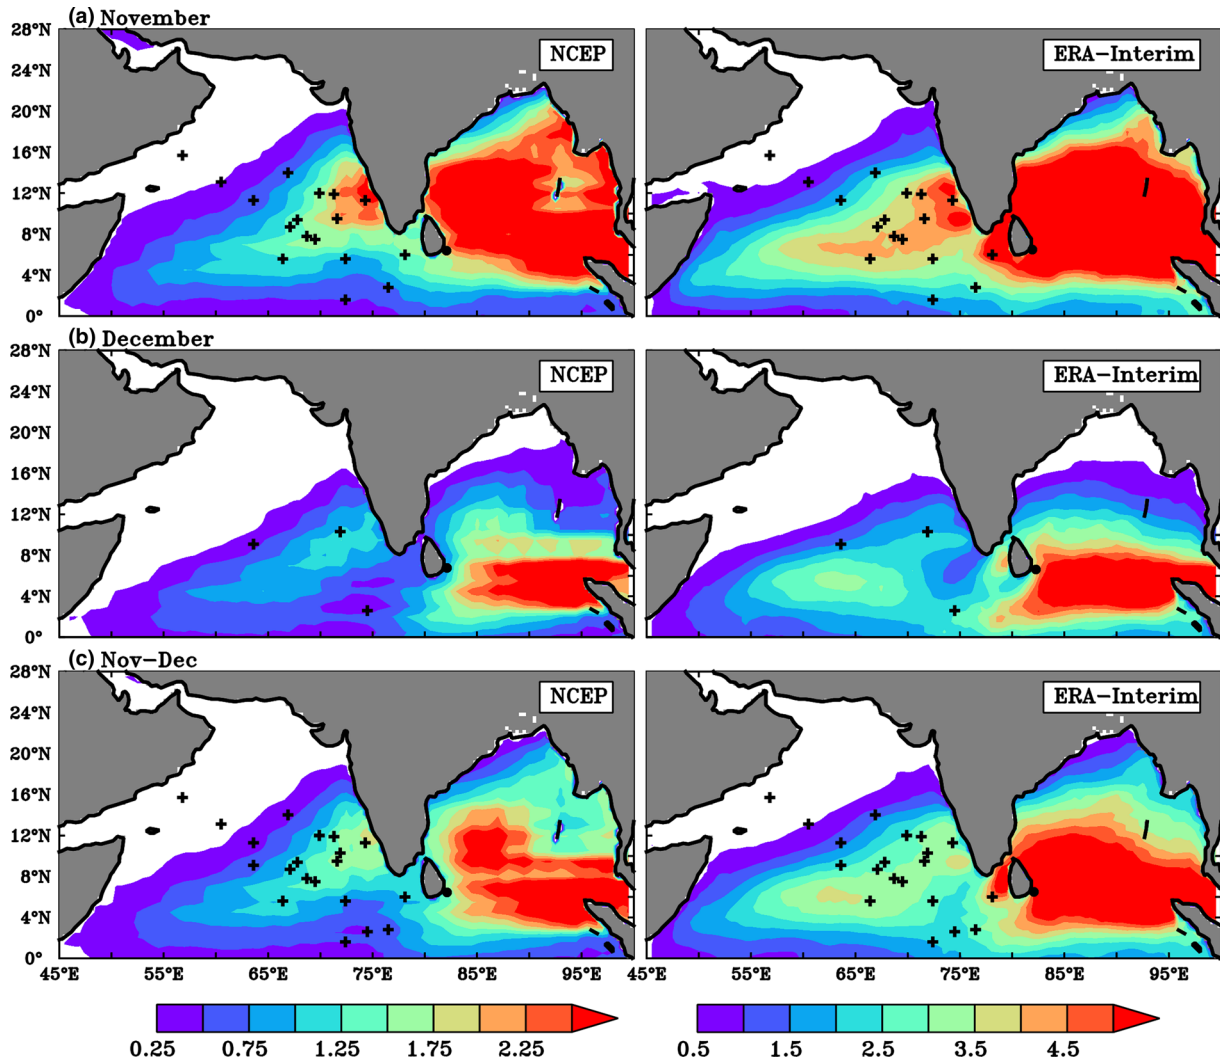 (a) November
28°N
24°N
20°N
16°N
12°N
8°N
4°N
0°
NCEP
ERA−Interim
(b) December
28°N
24°N
20°N
16°N
12°N
8°N
4°N
0°
NCEP
ERA−Interim
(c) Nov−Dec
28°N
24°N
20°N
16°N
12°N
8°N
4°N
0°
NCEP
ERA−Interim
45°E 55°E 65°E 75°E 85°E 95°E 45°E 55°E 65°E 75°E 85°E 95°E
0.25 0.75 1.25 1.75 2.25 0.5 1.5 2.5 3.5 4.5